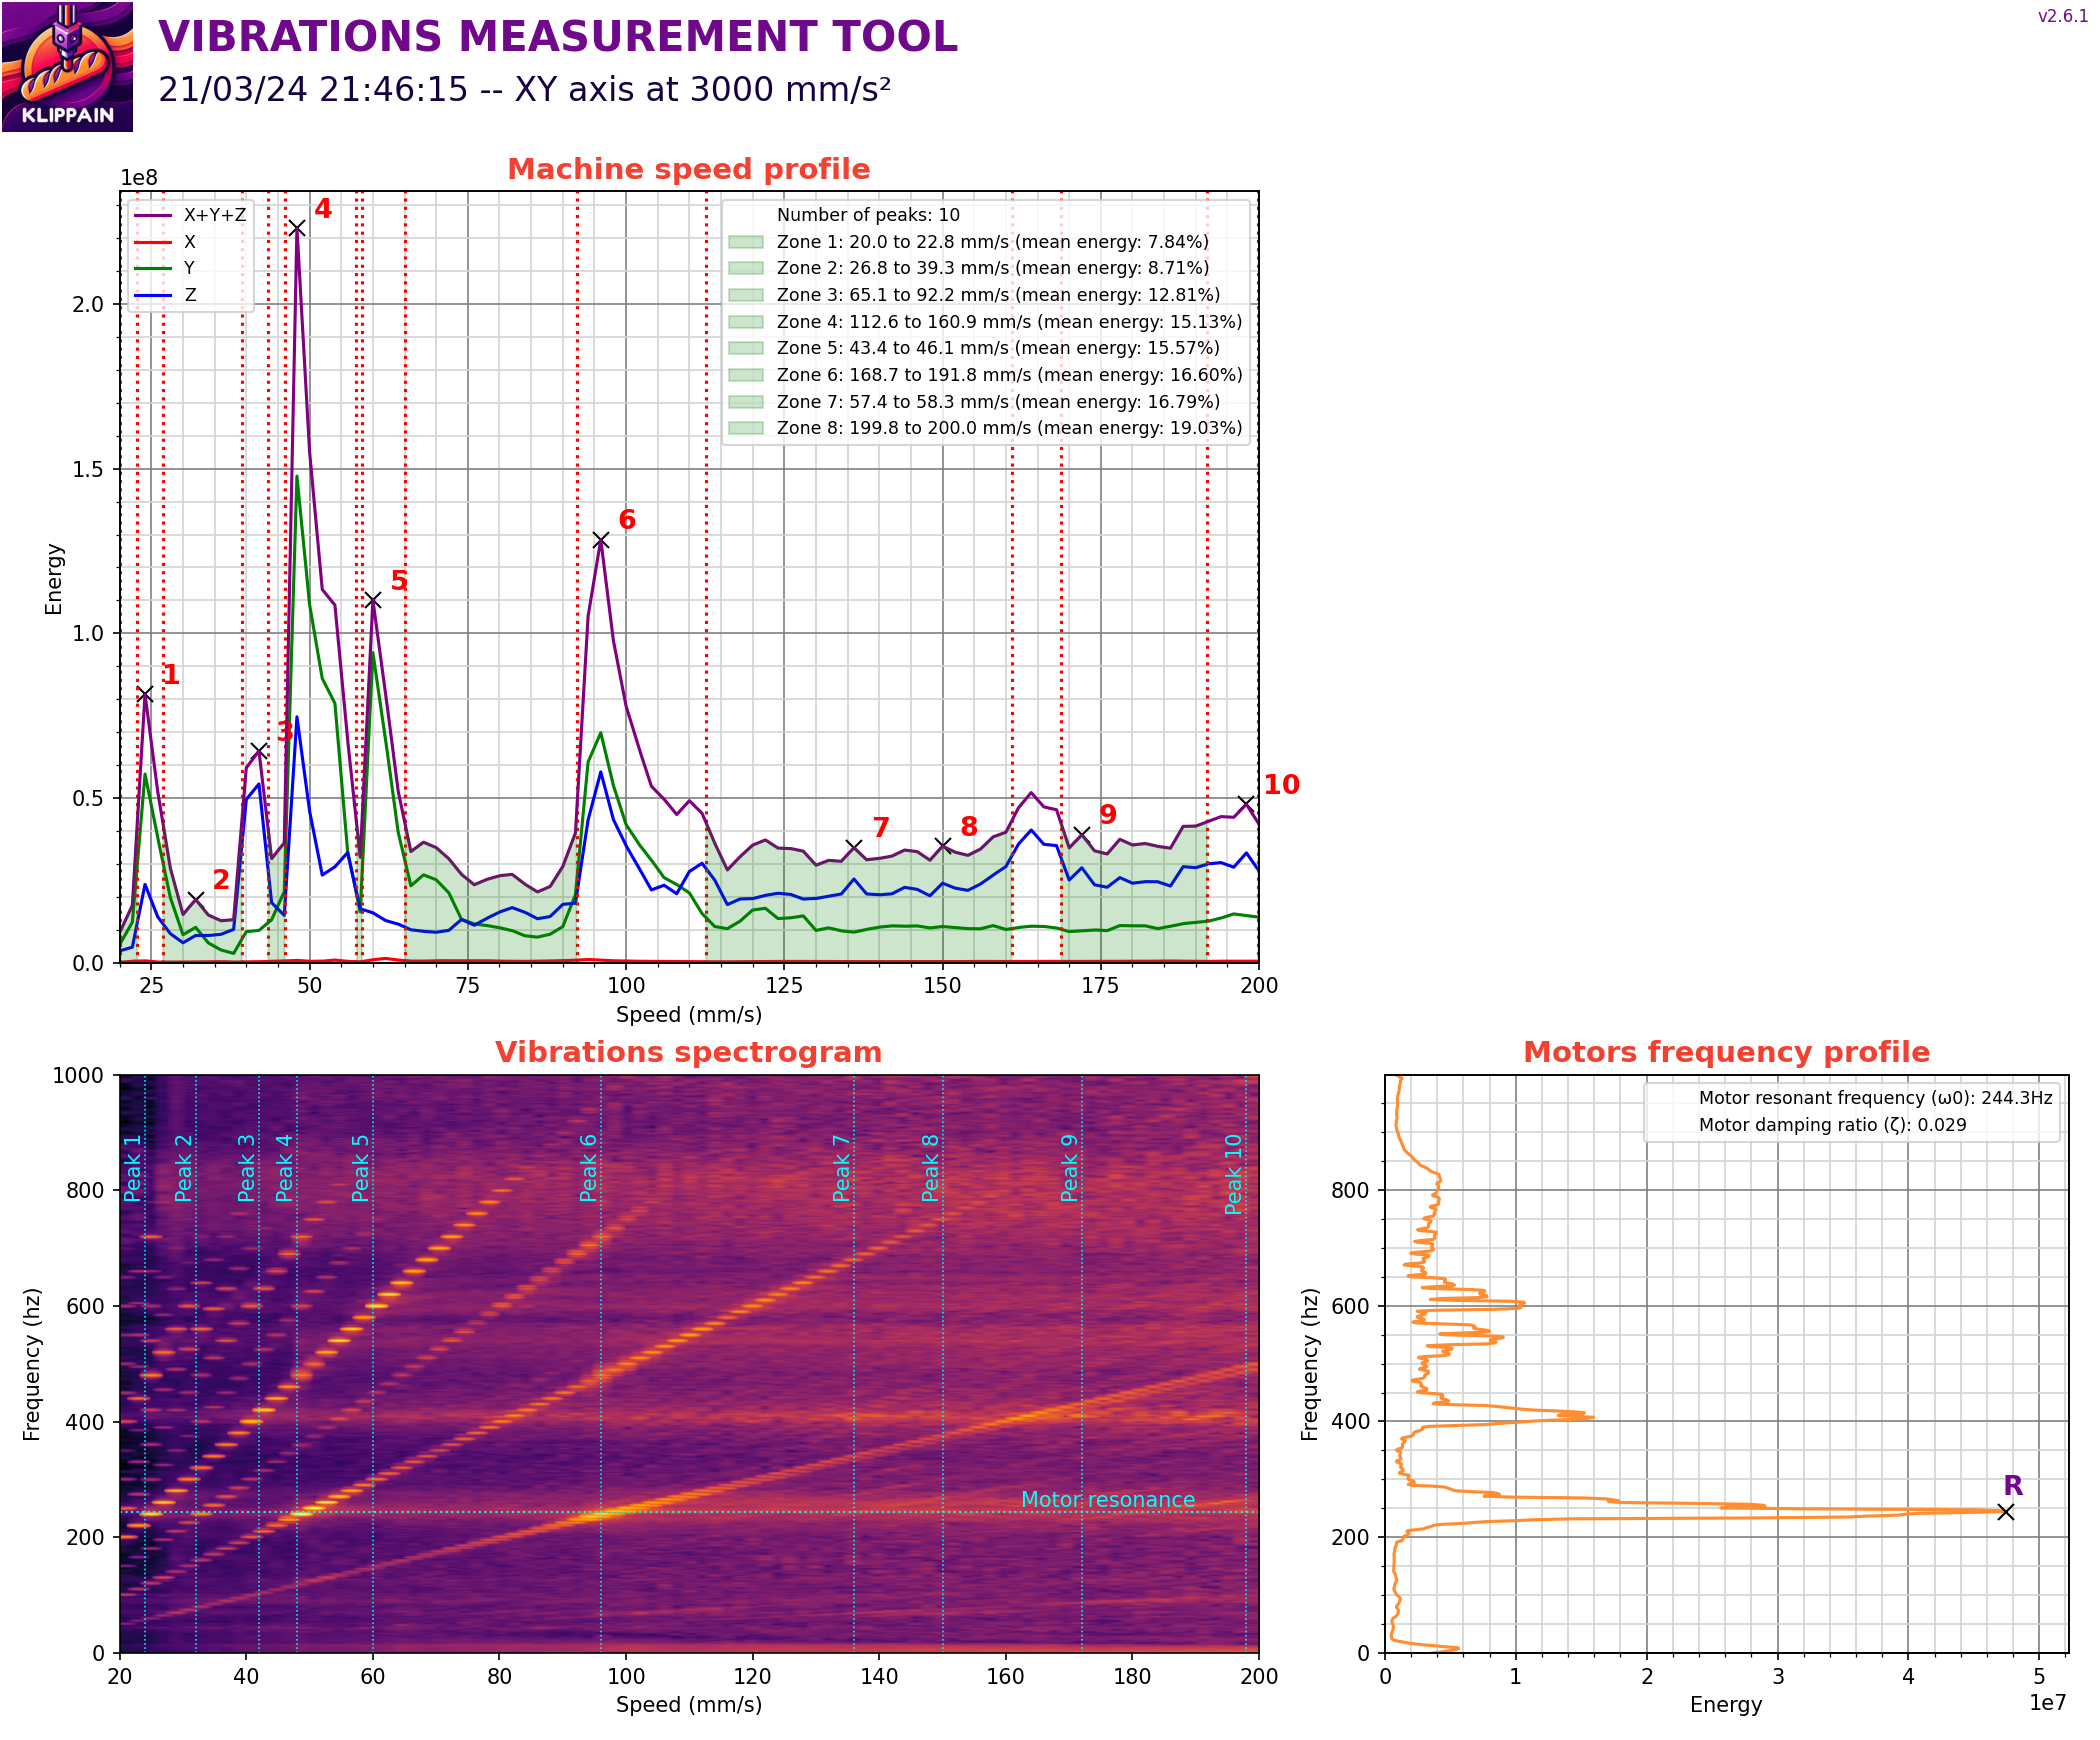 KLIPPAIN
VIBRATIONS MEASUREMENT TOOL
21/03/24 21:46:15 -- XY axis at 3000 mm/s²
v2.6.1
Machine speed profile
1e8
X+Y+Z
X
Y
Z
Number of peaks: 10
Zone 1: 20.0 to 22.8 mm/s (mean energy: 7.84%)
Zone 2: 26.8 to 39.3 mm/s (mean energy: 8.71%)
Zone 3: 65.1 to 92.2 mm/s (mean energy: 12.81%)
Zone 4: 112.6 to 160.9 mm/s (mean energy: 15.13%)
Zone 5: 43.4 to 46.1 mm/s (mean energy: 15.57%)
Zone 6: 168.7 to 191.8 mm/s (mean energy: 16.60%)
Zone 7: 57.4 to 58.3 mm/s (mean energy: 16.79%)
Zone 8: 199.8 to 200.0 mm/s (mean energy: 19.03%)
1
2
3
4
5
6
7
8
9
10
Energy
2.0
1.5
1.0
0.5
0.0
25 50 75 100 125 150 175 200
Speed (mm/s)
Vibrations spectrogram
Frequency (hz)
1000
800
600
400
200
0
Peak 1
Peak 2
Peak 3
Peak 4
Peak 5
Peak 6
Peak 7
Peak 8
Peak 9
Peak 10
Motor resonance
20 40 60 80 100 120 140 160 180 200
Speed (mm/s)
Motors frequency profile
Motor resonant frequency (ω0): 244.3Hz
Motor damping ratio (ζ): 0.029
R
Frequency (hz)
800
600
400
200
0
0 1 2 3 4 5
1e7
Energy